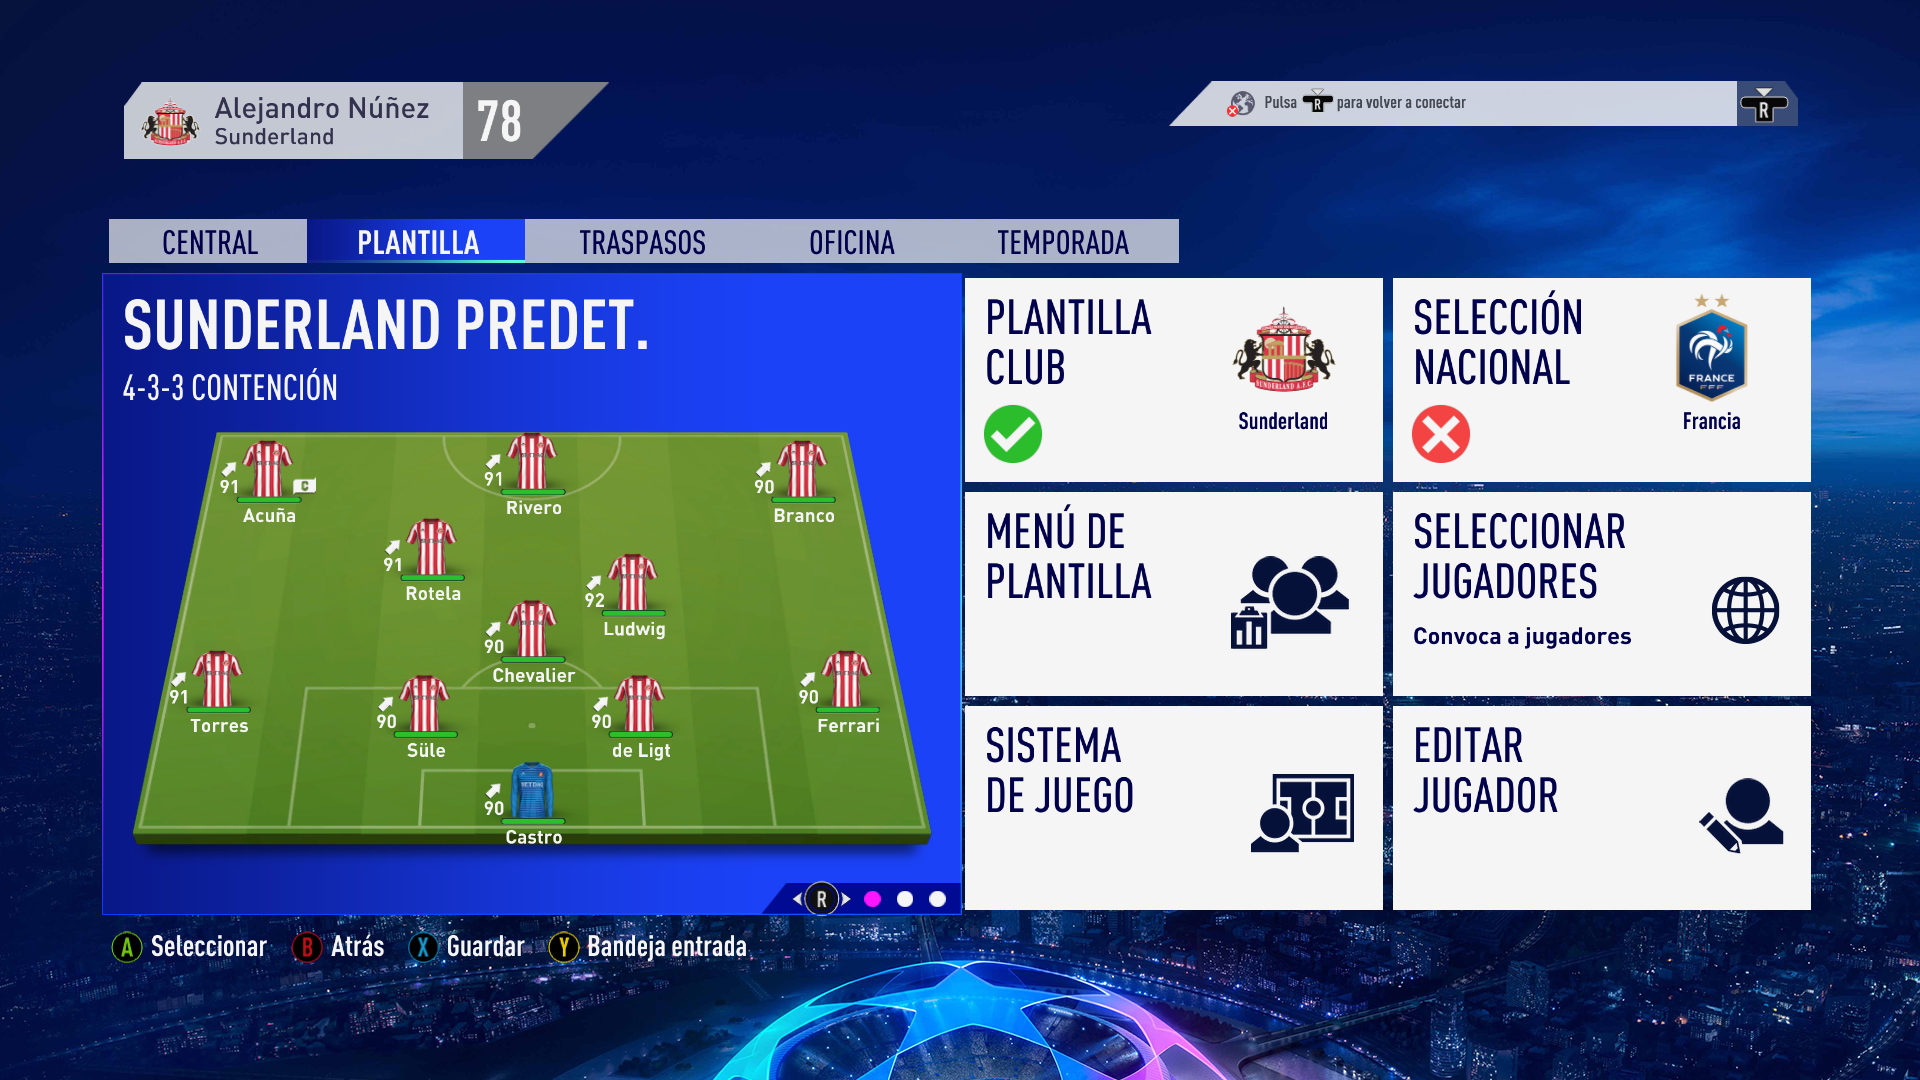 Alejandro Núñez
Sunderland
78
Pulsa R para volver a conectar
R
CENTRAL
PLANTILLA
TRASPASOS
OFICINA
TEMPORADA
SUNDERLAND PREDET.
4-3-3 CONTENCIÓN
91
C
Acuña
91
Rivero
90
Branco
91
Rotela
92
Ludwig
90
Chevalier
91
Torres
90
Süle
90
de Ligt
90
Ferrari
90
Castro
R
PLANTILLA
CLUB
SUNDERLAND A.F.C
Sunderland
SELECCIÓN
NACIONAL
FRANCE
FFF
Francia
MENÚ DE
PLANTILLA
SELECCIONAR
JUGADORES
Convoca a jugadores
SISTEMA
DE JUEGO
EDITAR
JUGADOR
A Seleccionar B Atrás X Guardar Y Bandeja entrada